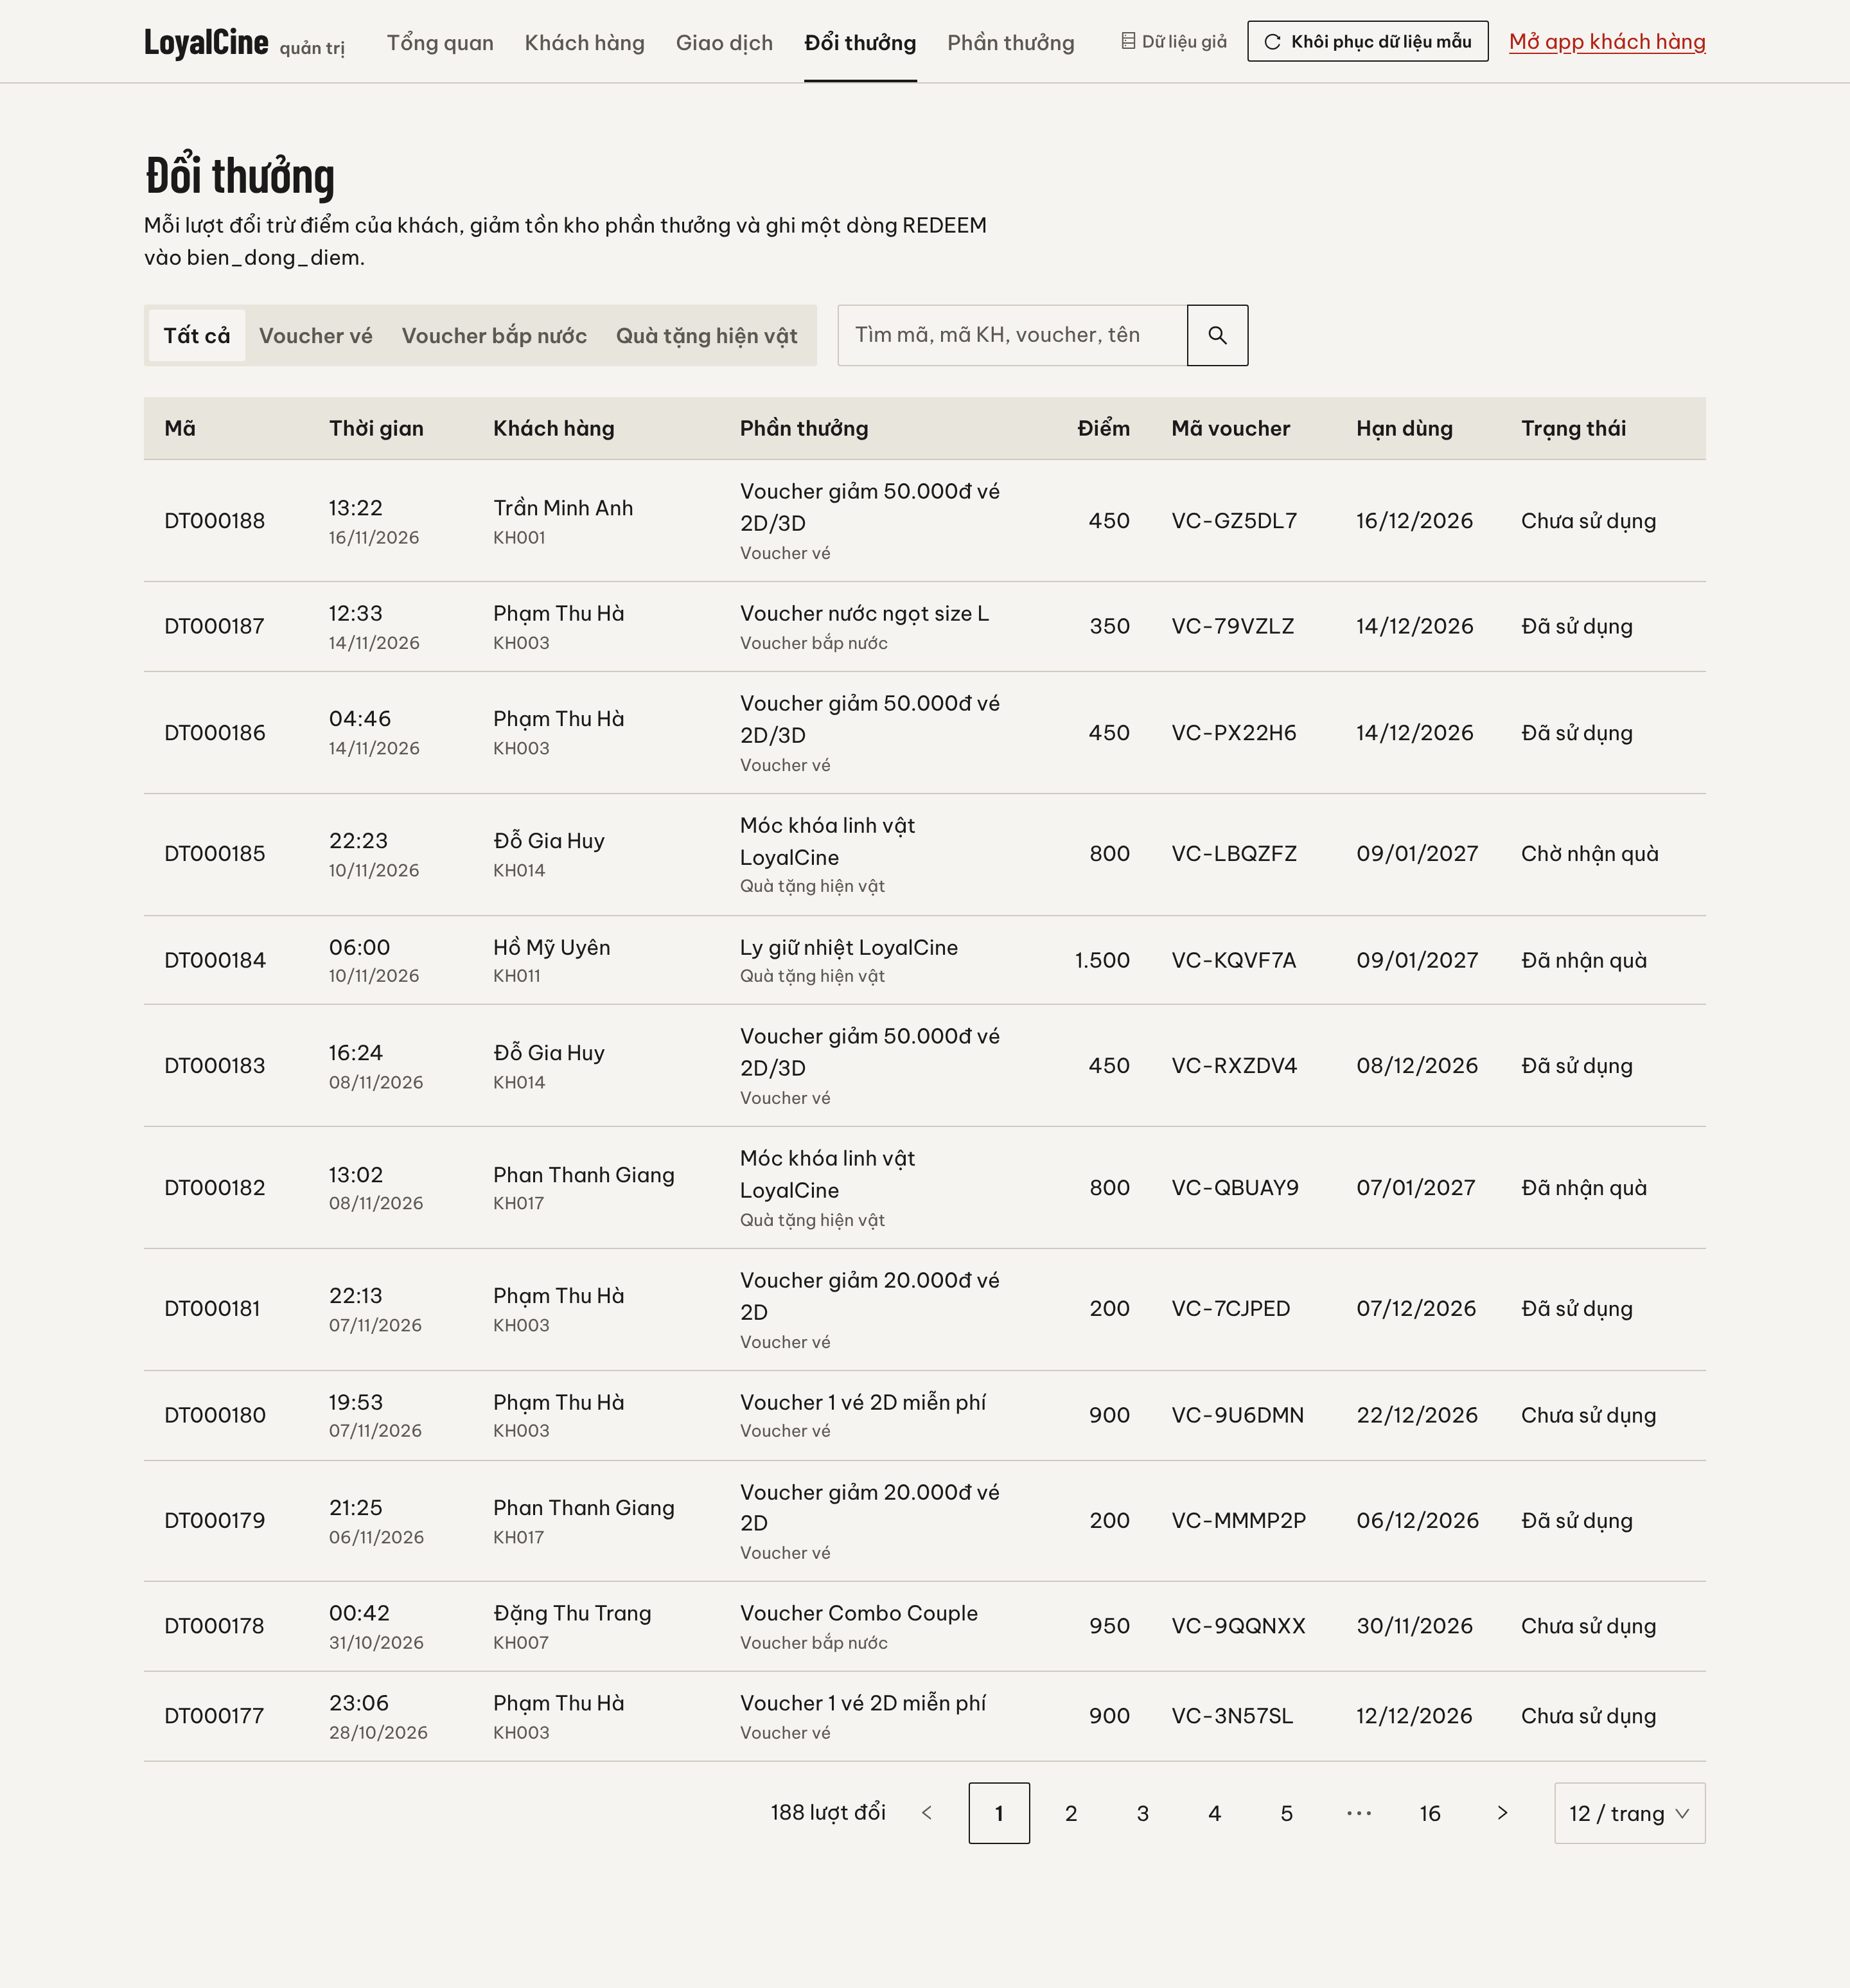 LoyalCine quản trị Tổng quan Khách hàng Giao dịch Đổi thưởng Phần thưởng Dữ liệu giả Khôi phục dữ liệu mẫu Mở app khách hàng
Đổi thưởng
Mỗi lượt đổi trừ điểm của khách, giảm tồn kho phần thưởng và ghi một dòng REDEEM
vào bien_dong_diem.
Tất cả Voucher vé Voucher bắp nước Quà tặng hiện vật Tìm mã, mã KH, voucher, tên
Mã Thời gian Khách hàng Phần thưởng Điểm Mã voucher Hạn dùng Trạng thái
DT000188 13:22 16/11/2026 Trần Minh Anh KH001 Voucher giảm 50.000đ vé 2D/3D Voucher vé 450 VC-GZ5DL7 16/12/2026 Chưa sử dụng
DT000187 12:33 14/11/2026 Phạm Thu Hà KH003 Voucher nước ngọt size L Voucher bắp nước 350 VC-79VZLZ 14/12/2026 Đã sử dụng
DT000186 04:46 14/11/2026 Phạm Thu Hà KH003 Voucher giảm 50.000đ vé 2D/3D Voucher vé 450 VC-PX22H6 14/12/2026 Đã sử dụng
DT000185 22:23 10/11/2026 Đỗ Gia Huy KH014 Móc khóa linh vật LoyalCine Quà tặng hiện vật 800 VC-LBQZFZ 09/01/2027 Chờ nhận quà
DT000184 06:00 10/11/2026 Hồ Mỹ Uyên KH011 Ly giữ nhiệt LoyalCine Quà tặng hiện vật 1.500 VC-KQVF7A 09/01/2027 Đã nhận quà
DT000183 16:24 08/11/2026 Đỗ Gia Huy KH014 Voucher giảm 50.000đ vé 2D/3D Voucher vé 450 VC-RXZDV4 08/12/2026 Đã sử dụng
DT000182 13:02 08/11/2026 Phan Thanh Giang KH017 Móc khóa linh vật LoyalCine Quà tặng hiện vật 800 VC-QBUAY9 07/01/2027 Đã nhận quà
DT000181 22:13 07/11/2026 Phạm Thu Hà KH003 Voucher giảm 20.000đ vé 2D Voucher vé 200 VC-7CJPED 07/12/2026 Đã sử dụng
DT000180 19:53 07/11/2026 Phạm Thu Hà KH003 Voucher 1 vé 2D miễn phí Voucher vé 900 VC-9U6DMN 22/12/2026 Chưa sử dụng
DT000179 21:25 06/11/2026 Phan Thanh Giang KH017 Voucher giảm 20.000đ vé 2D Voucher vé 200 VC-MMMP2P 06/12/2026 Đã sử dụng
DT000178 00:42 31/10/2026 Đặng Thu Trang KH007 Voucher Combo Couple Voucher bắp nước 950 VC-9QQNXX 30/11/2026 Chưa sử dụng
DT000177 23:06 28/10/2026 Phạm Thu Hà KH003 Voucher 1 vé 2D miễn phí Voucher vé 900 VC-3N57SL 12/12/2026 Chưa sử dụng
188 lượt đổi 1 2 3 4 5 ••• 16 12 / trang